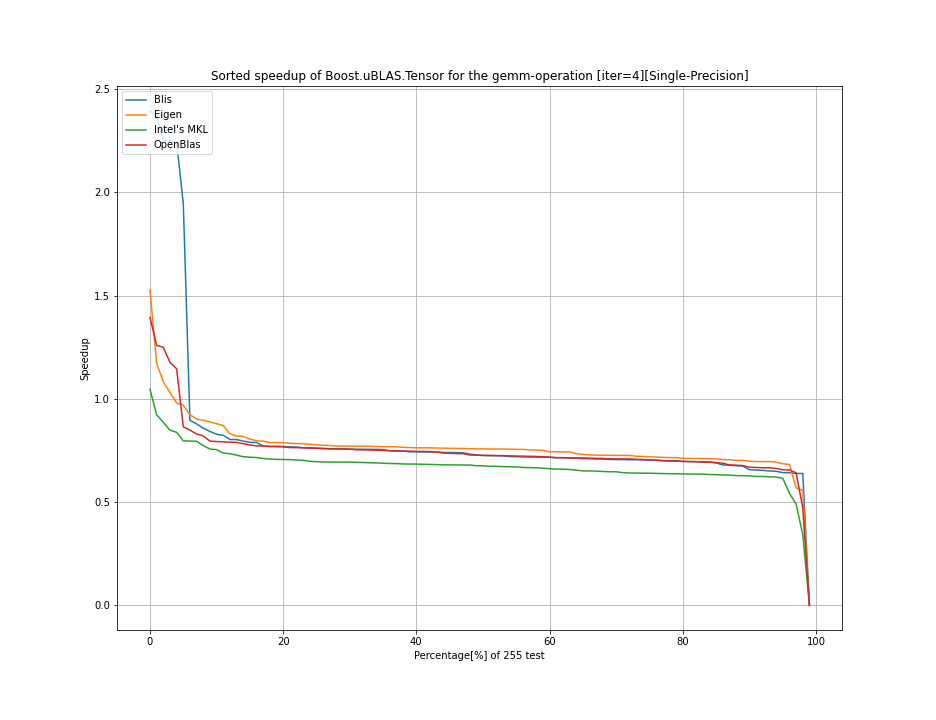 Sorted speedup of Boost.uBLAS.Tensor for the gemm-operation [iter=4][Single-Precision]
2.5
2.0
1.5
1.0
0.5
0.0
Speedup
Blis
Eigen
Intel's MKL
OpenBlas
0 20 40 60 80 100
Percentage[%] of 255 test